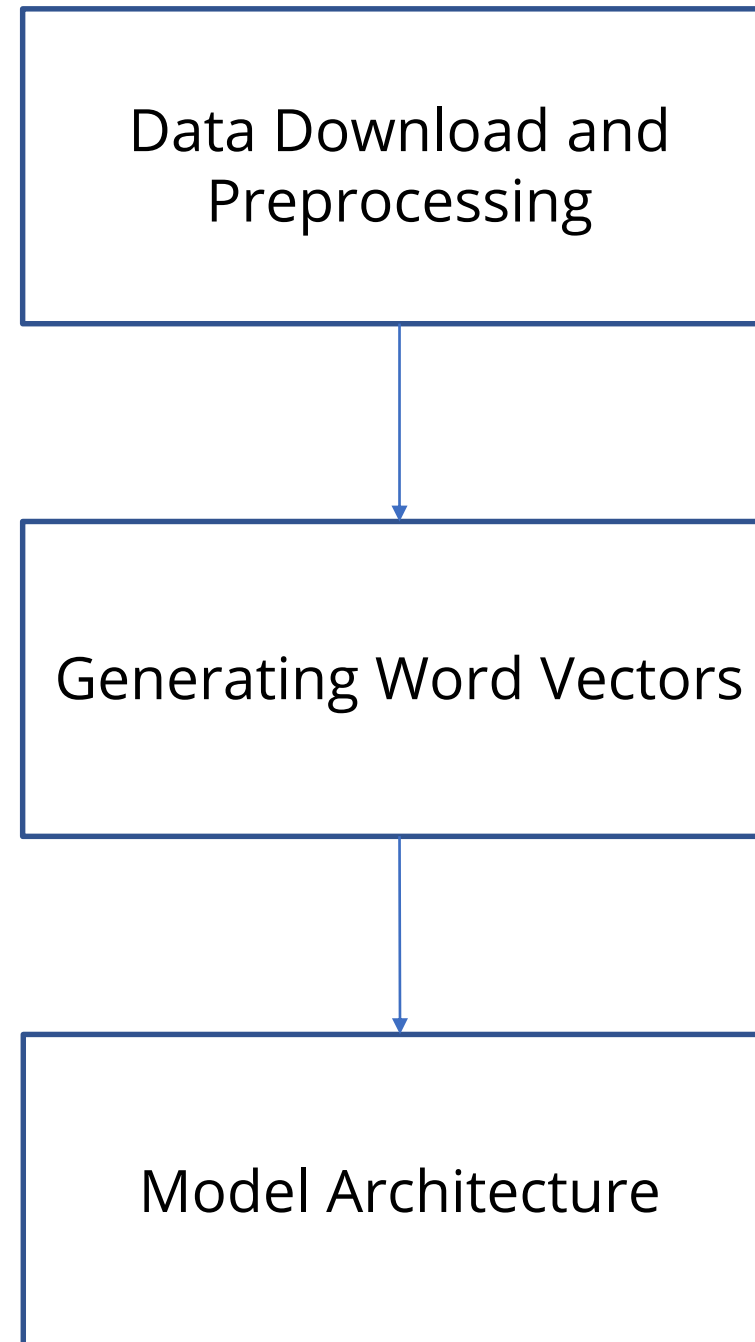 Data Download and
Preprocessing
Generating Word Vectors
Model Architecture